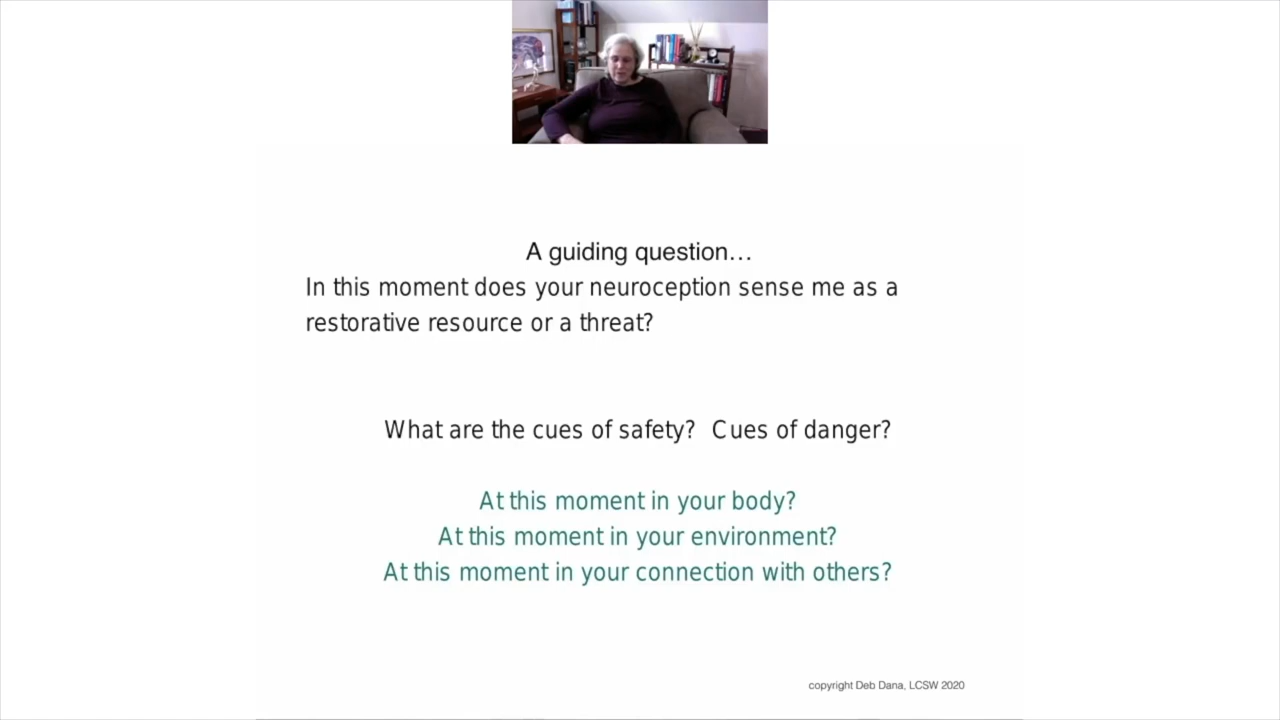 A guiding question…
In this moment does your neuroception sense me as a
restorative resource or a threat?
What are the cues of safety?  Cues of danger?
At this moment in your body?
At this moment in your environment?
At this moment in your connection with others?
copyright Deb Dana, LCSW 2020